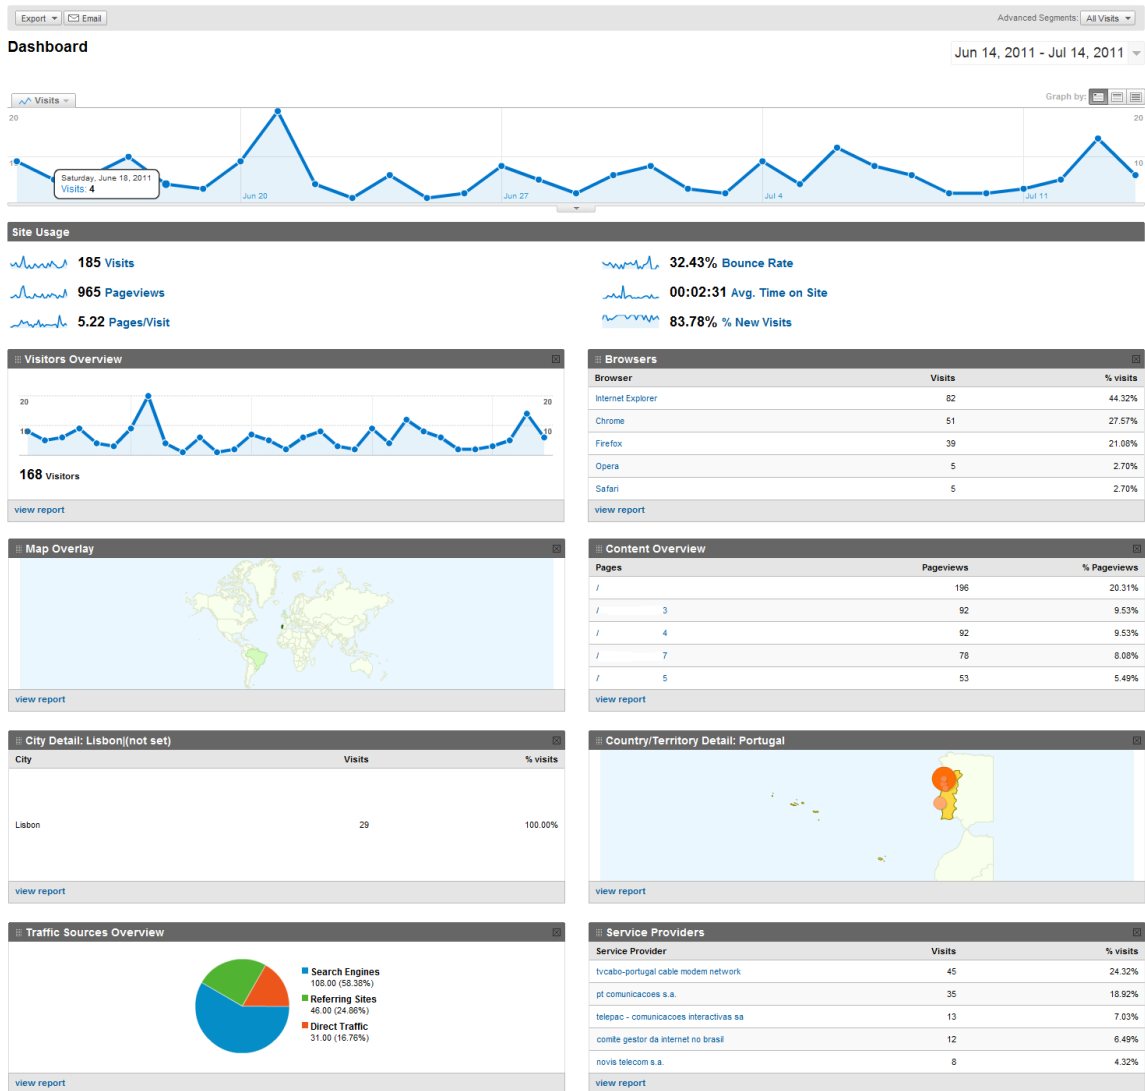 Export Email Advanced Segments: All Visits
Dashboard
Jun 14, 2011 - Jul 14, 2011
Visits Graph by:
20 20
10 10
Saturday, June 18, 2011
Visits: 4
Jun 20 Jun 27 Jul 4 Jul 11
Site Usage
185 Visits
965 Pageviews
5.22 Pages/Visit
32.43% Bounce Rate
00:02:31 Avg. Time on Site
83.78% % New Visits
Visitors Overview
20 20
10 10
168 Visitors
view report
Browsers
Browser Visits % visits
Internet Explorer 82 44.32%
Chrome 51 27.57%
Firefox 39 21.08%
Opera 5 2.70%
Safari 5 2.70%
view report
Map Overlay
view report
Content Overview
Pages Pageviews % Pageviews
/ 196 20.31%
/ 3 92 9.53%
/ 4 92 9.53%
/ 7 78 8.08%
/ 5 53 5.49%
view report
City Detail: Lisbon|(not set)
City Visits % visits
Lisbon 29 100.00%
view report
Country/Territory Detail: Portugal
view report
Traffic Sources Overview
Search Engines
108.00 (58.38%)
Referring Sites
46.00 (24.86%)
Direct Traffic
31.00 (16.76%)
view report
Service Providers
Service Provider Visits % visits
tvcabo-portugal cable modem network 45 24.32%
pt comunicacoes s.a. 35 18.92%
telepac - comunicacoes interactivas sa 13 7.03%
comite gestor da internet no brasil 12 6.49%
novis telecom s.a. 8 4.32%
view report